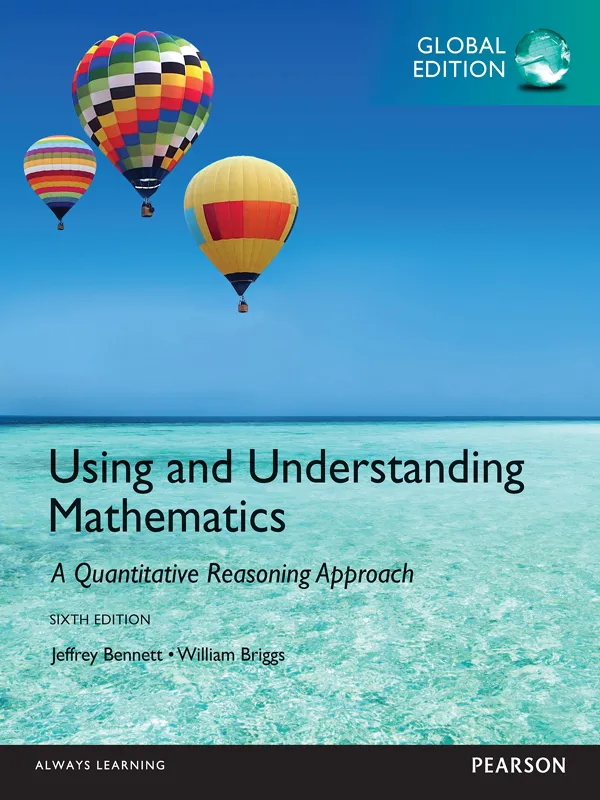 GLOBAL
EDITION
Using and Understanding
Mathematics
A Quantitative Reasoning Approach
SIXTH EDITION
Jeffrey Bennett • William Briggs
ALWAYS LEARNING
PEARSON